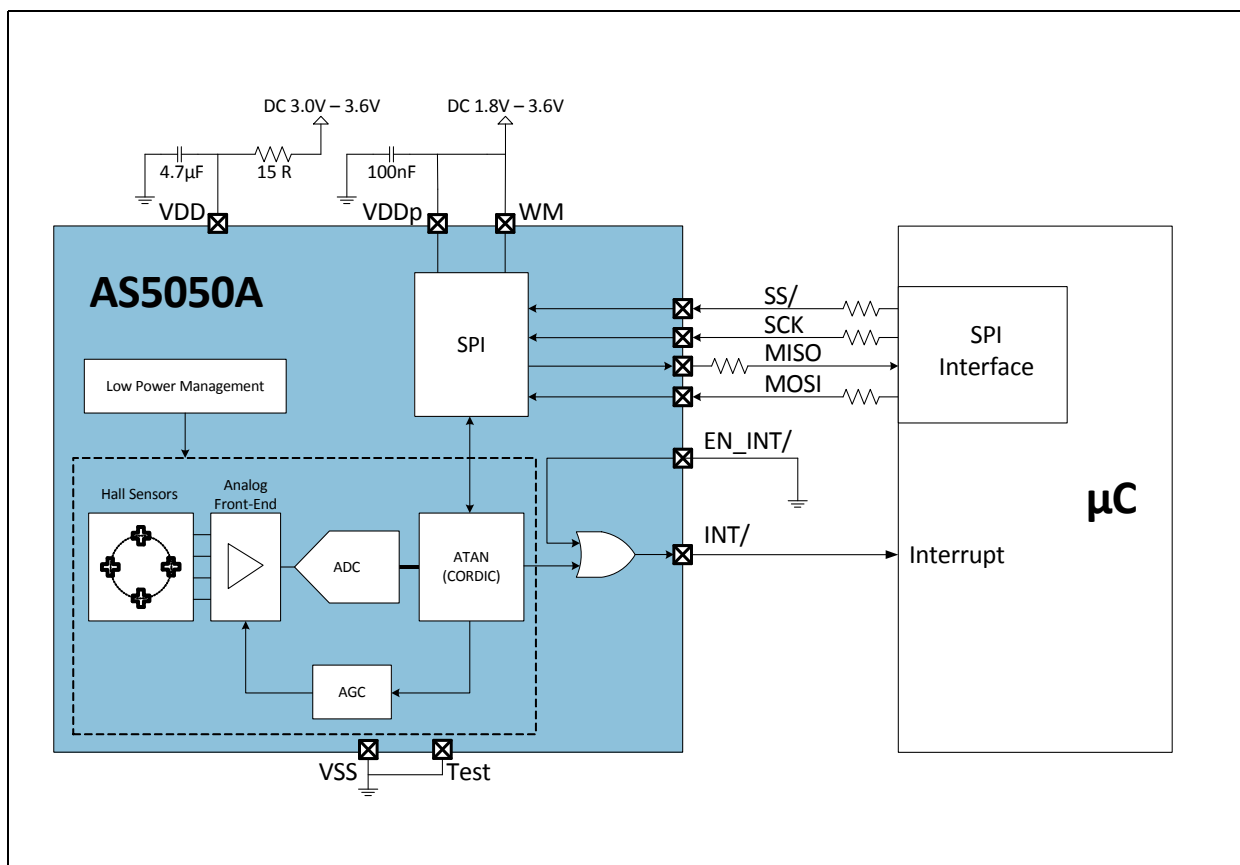 DC 3.0V – 3.6V
DC 1.8V – 3.6V
4.7µF
15 R
100nF
VDD
VDDp
WM
AS5050A
SPI
SS/
SCK
MISO
MOSI
SPI
Interface
Low Power Management
EN_INT/
µC
Hall Sensors
Analog
Front-End
ADC
ATAN
(CORDIC)
INT/
Interrupt
AGC
VSS
Test